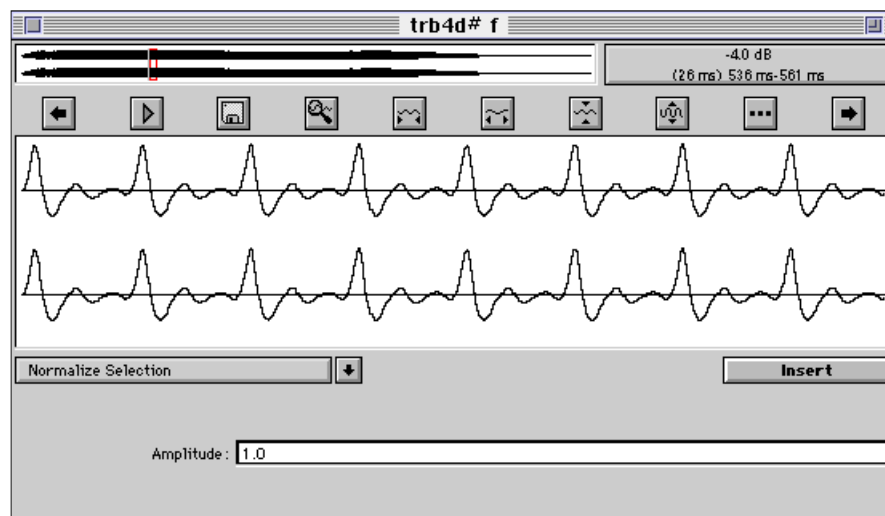 trb4d# f
-4.0 dB
(26 ms) 536 ms-561 ms
Normalize Selection
Insert
Amplitude: 1.0